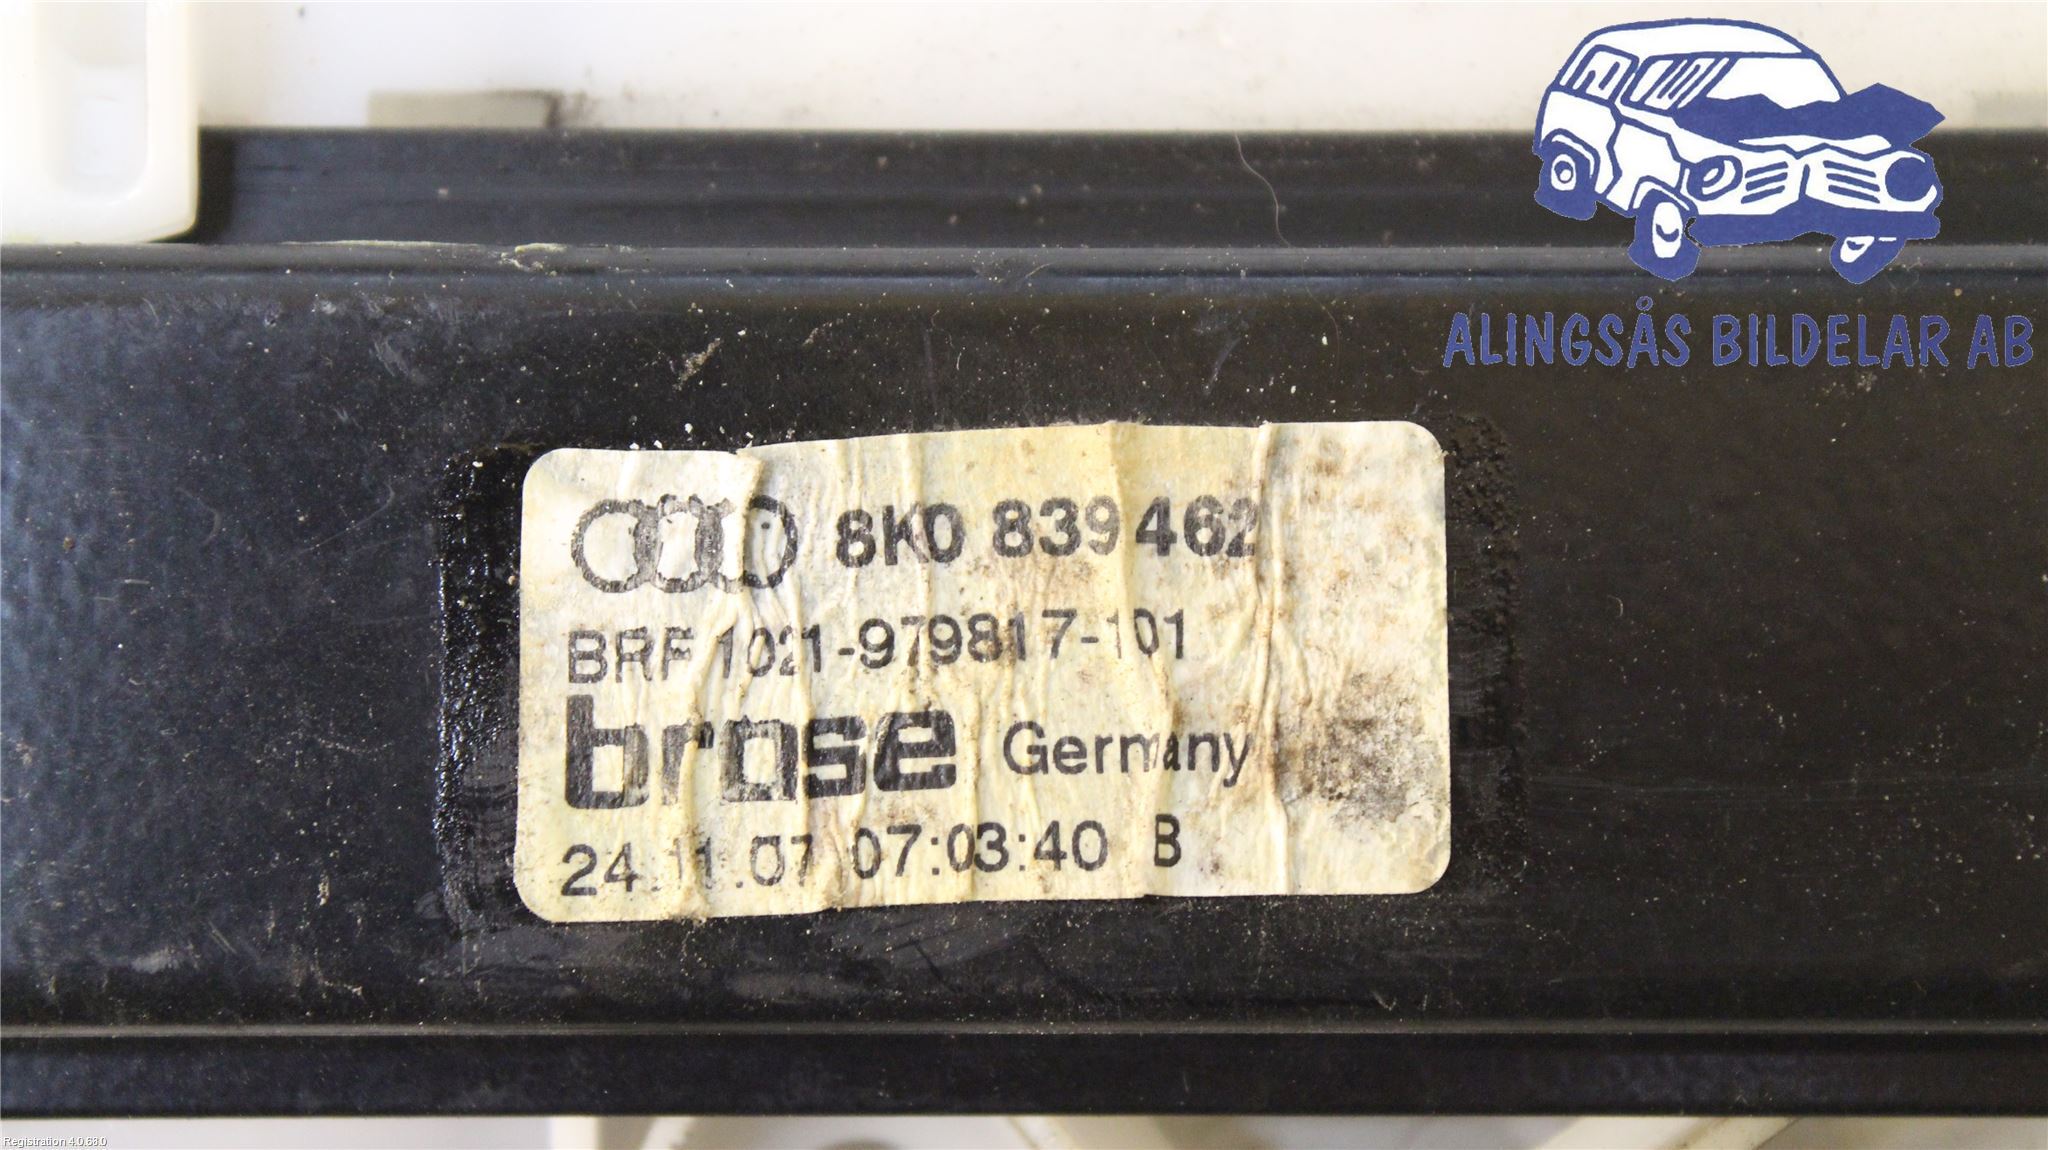 ALINGSÅS BILDELAR AB
8K0 839 462
BRF 1021-979817-101
brose Germany
24.11.07 07:03:40 B
Registration 4.0.68.0